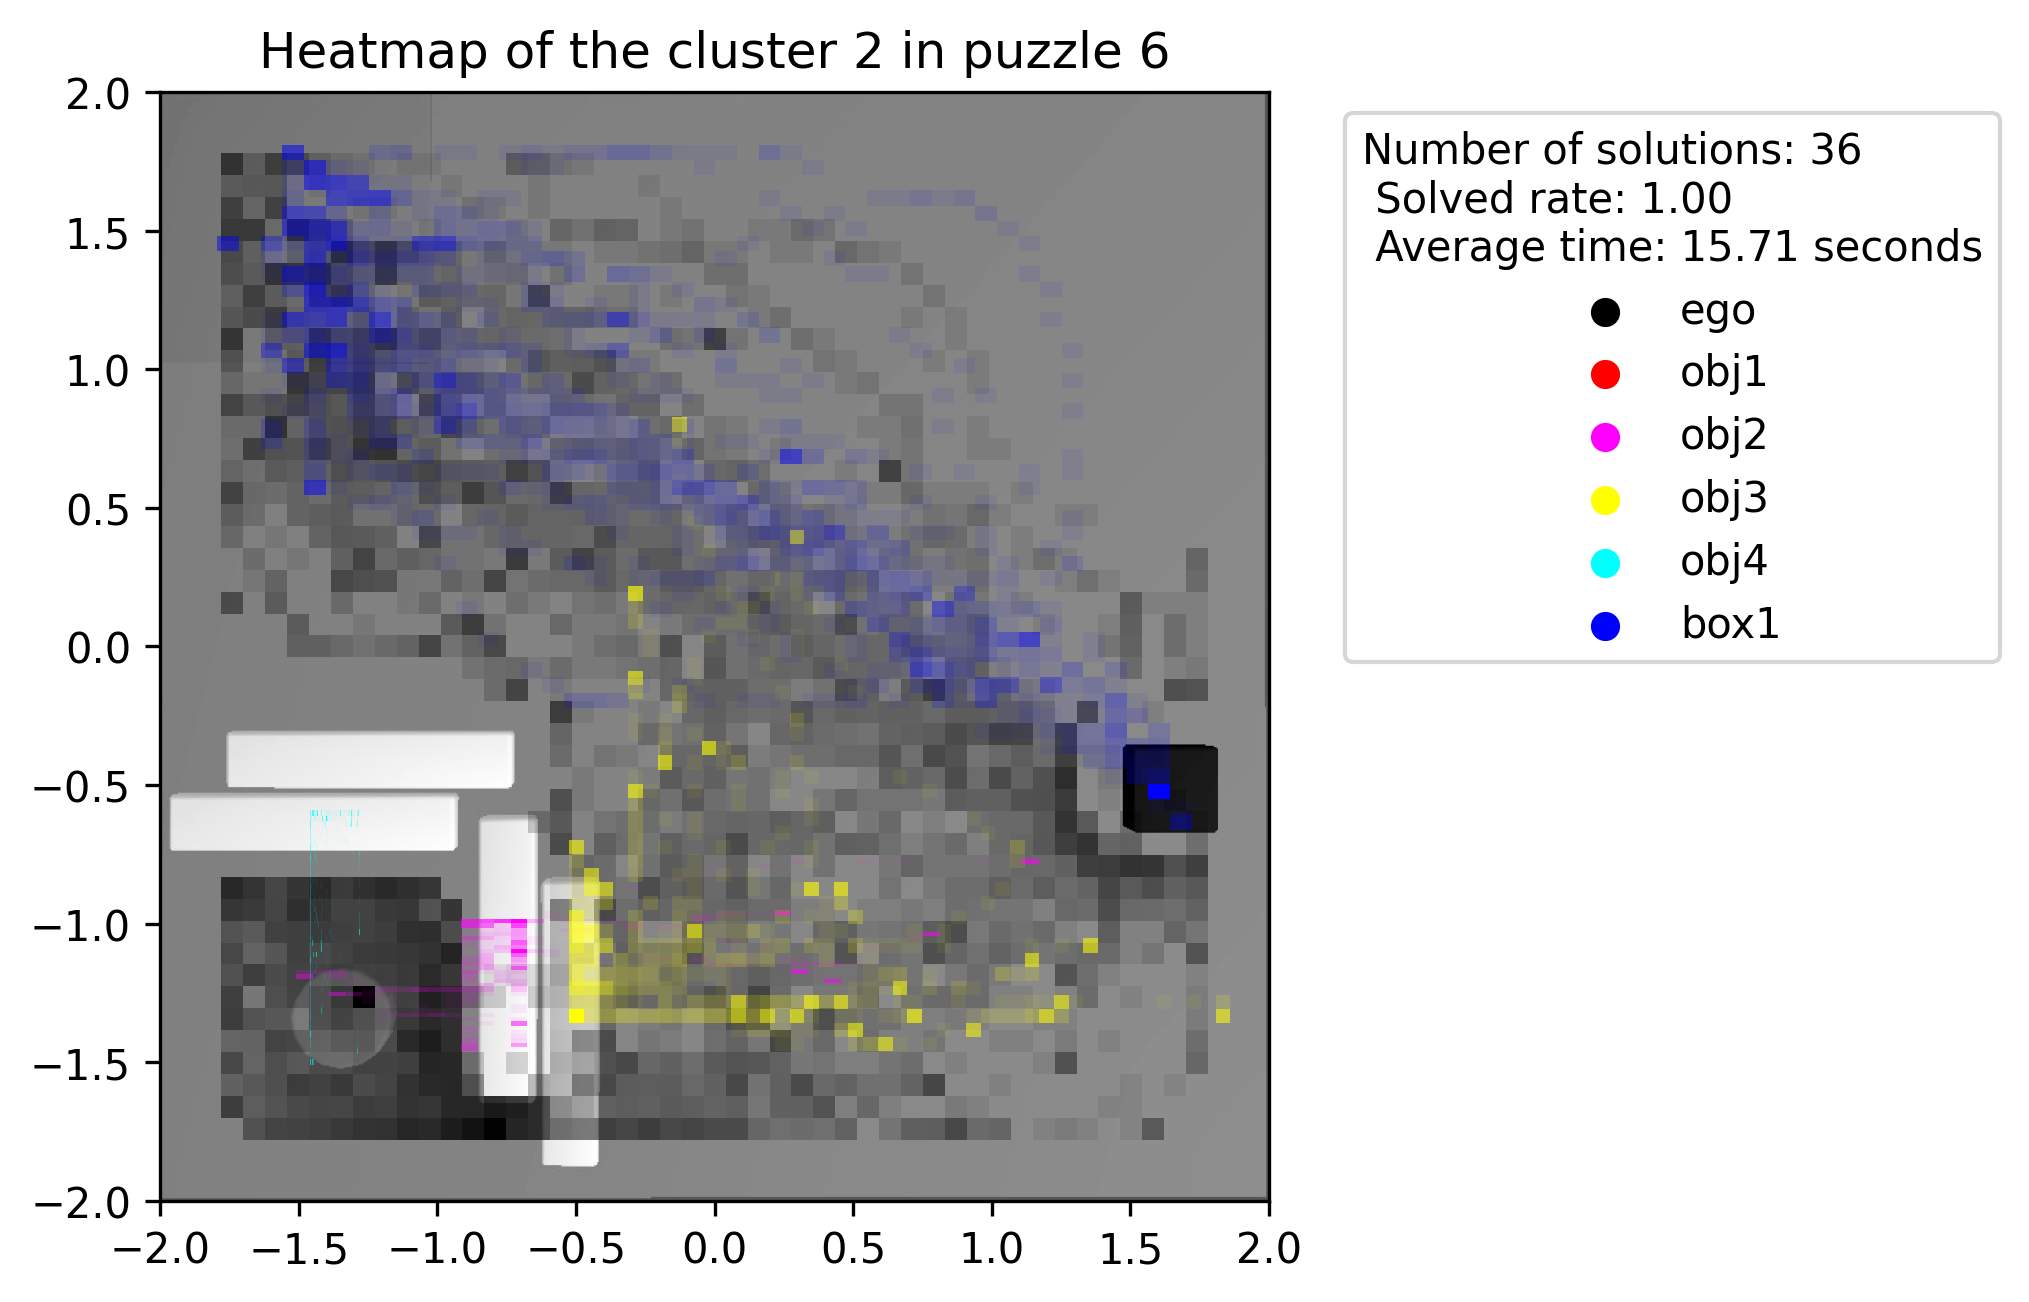 Heatmap of the cluster 2 in puzzle 6
2.0
1.5
1.0
0.5
0.0
−0.5
−1.0
−1.5
−2.0
−2.0 −1.5 −1.0 −0.5 0.0 0.5 1.0 1.5 2.0
Number of solutions: 36
Solved rate: 1.00
Average time: 15.71 seconds
ego
obj1
obj2
obj3
obj4
box1